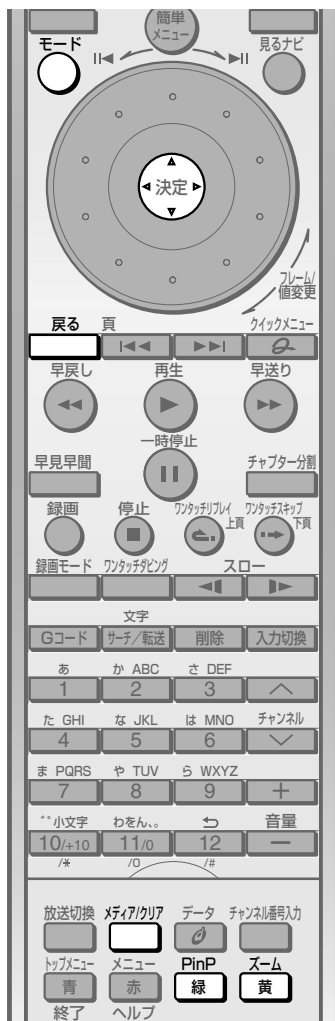 簡単
メニュー
モード
見るナビ
決定
フレーム/
値変更
戻る 頁 クイックメニュー
早戻し 再生 早送り
一時停止
早見早聞 チャプター分割
録画 停止 ワンタッチリプレイ 上頁 ワンタッチスキップ 下頁
録画モード ワンタッチダビング スロー
文字
Gコード サーチ/転送 削除 入力切換
あ か ABC さ DEF
1 2 3
た GHI な JKL は MNO チャンネル
4 5 6
ま PQRS や TUV ら WXYZ
7 8 9 +
゛゜小文字 わをん、。 音量
10/+10 11/0 12 −
/* /0 /#
放送切換 メディア/クリア データ チャンネル番号入力
トップメニュー メニュー PinP ズーム
青 赤 緑 黄
終了 ヘルプ